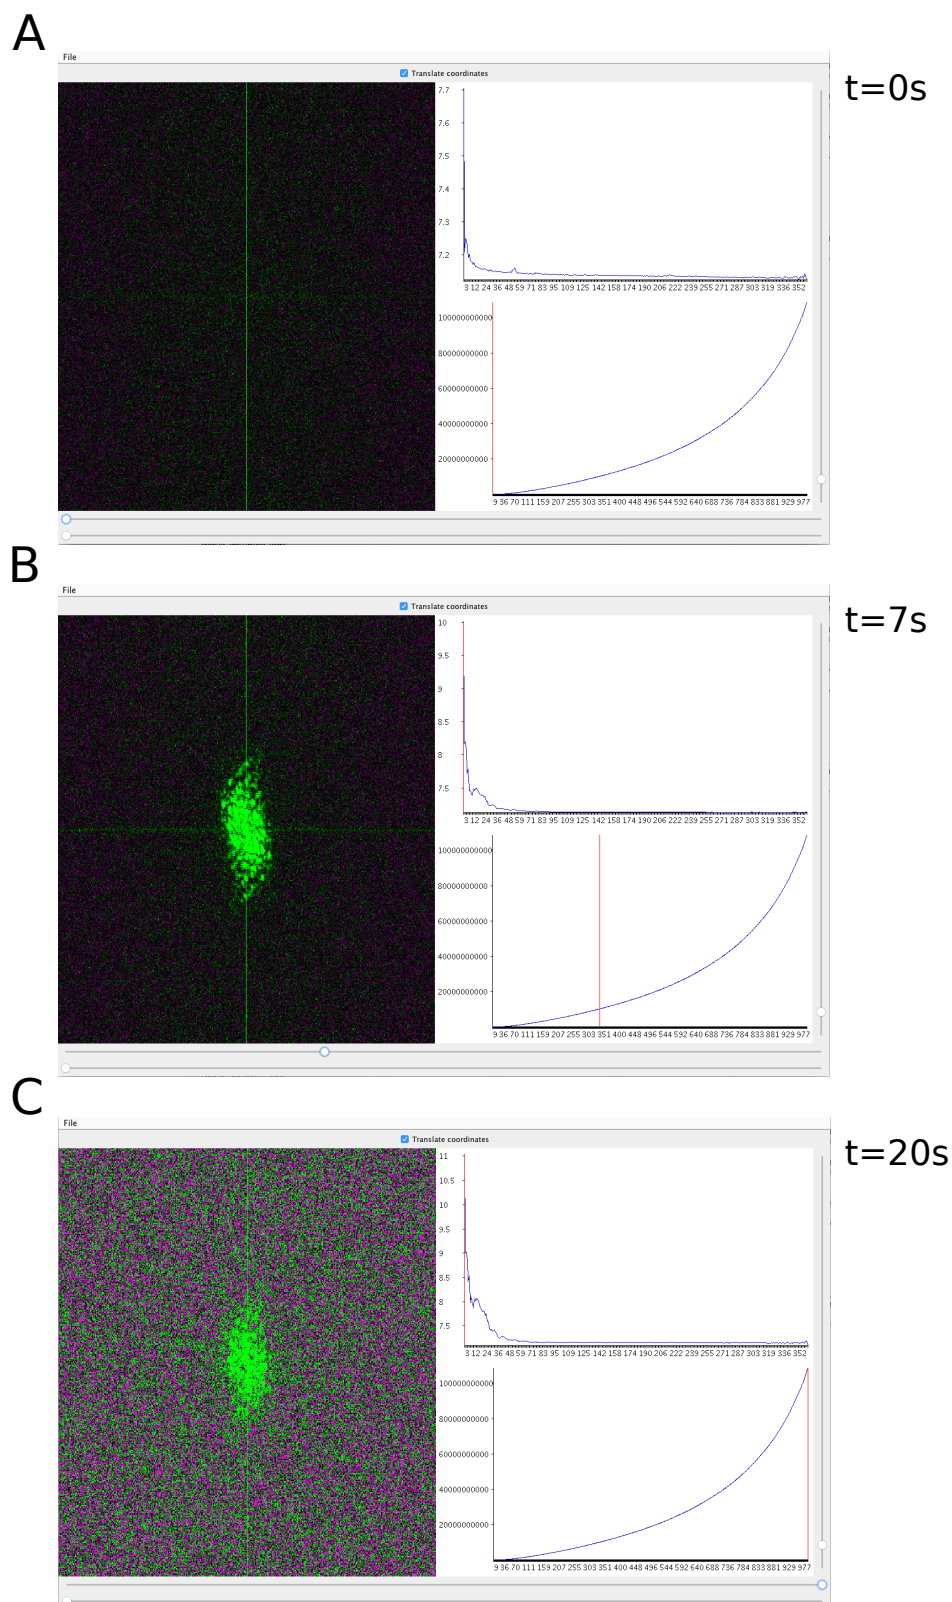 A
File
Translate coordinates
t=0s
7.7
7.6
7.5
7.4
7.3
7.2
3 12 24 36 48 59 71 83 95 109 125 142 158 174 190 206 222 239 255 271 287 303 319 336 352
100000000000
80000000000
60000000000
40000000000
20000000000
9 36 70 111 159 207 255 303 351 400 448 496 544 592 640 688 736 784 833 881 929 977
B
File
Translate coordinates
t=7s
10
9.5
9
8.5
8
7.5
3 12 24 36 48 59 71 83 95 109 125 142 158 174 190 206 222 239 255 271 287 303 319 336 352
100000000000
80000000000
60000000000
40000000000
20000000000
9 36 70 111 159 207 255 303 351 400 448 496 544 592 640 688 736 784 833 881 929 977
C
File
Translate coordinates
t=20s
11
10.5
10
9.5
9
8.5
8
7.5
3 12 24 36 48 59 71 83 95 109 125 142 158 174 190 206 222 239 255 271 287 303 319 336 352
100000000000
80000000000
60000000000
40000000000
20000000000
9 36 70 111 159 207 255 303 351 400 448 496 544 592 640 688 736 784 833 881 929 977